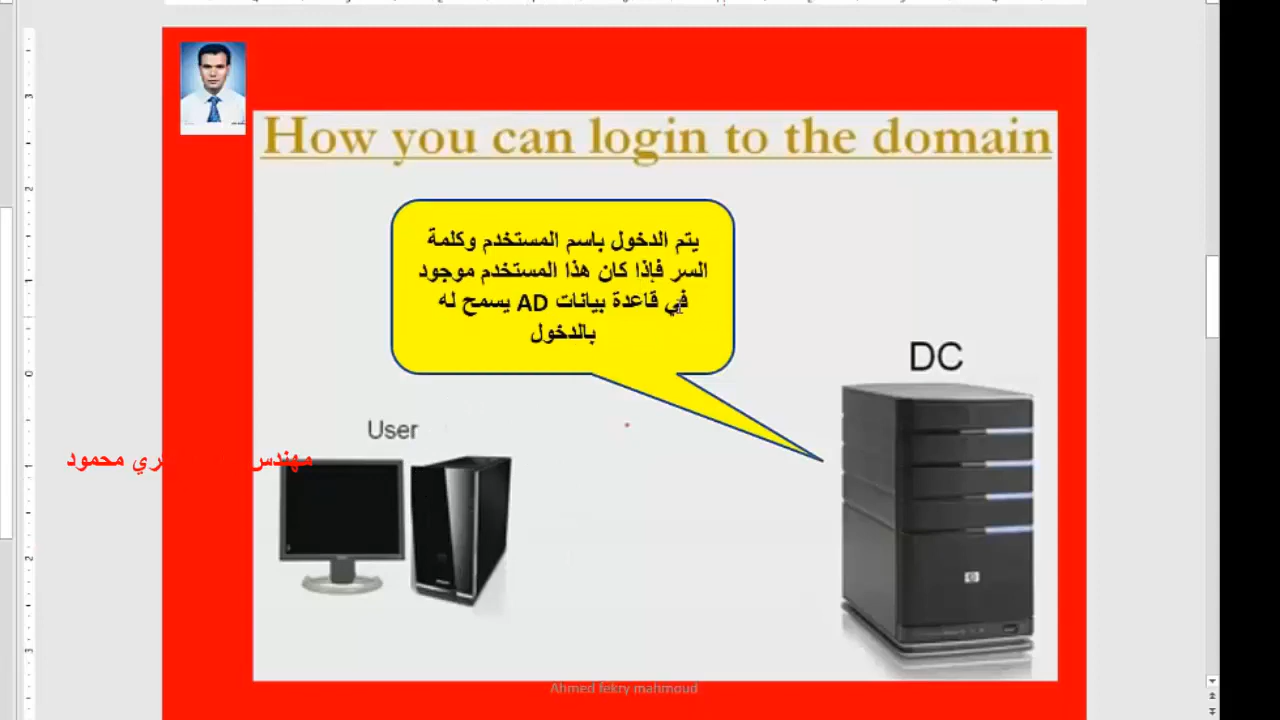 How you can login to the domain
يتم الدخول باسم المستخدم وكلمة
السر فإذا كان هذا المستخدم موجود
في قاعدة بيانات AD يسمح له
بالدخول
DC
User
مهندس ري محمود
Ahmed fekry mahmoud